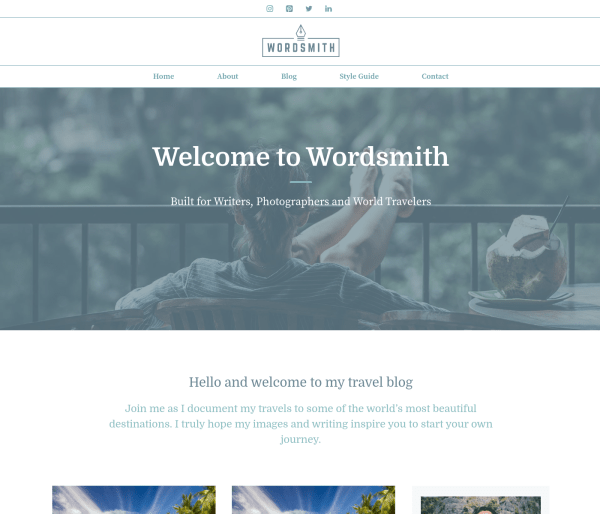 WORDSMITH
Home About Blog Style Guide Contact
Welcome to Wordsmith
Built for Writers, Photographers and World Travelers
Hello and welcome to my travel blog
Join me as I document my travels to some of the world's most beautiful
destinations. I truly hope my images and writing inspire you to start your own
journey.